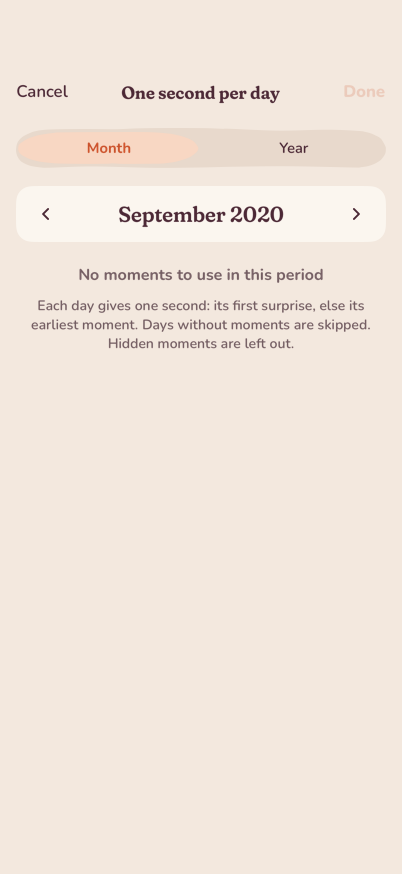 Cancel
One second per day
Done
Month
Year
September 2020
No moments to use in this period
Each day gives one second: its first surprise, else its
earliest moment. Days without moments are skipped.
Hidden moments are left out.